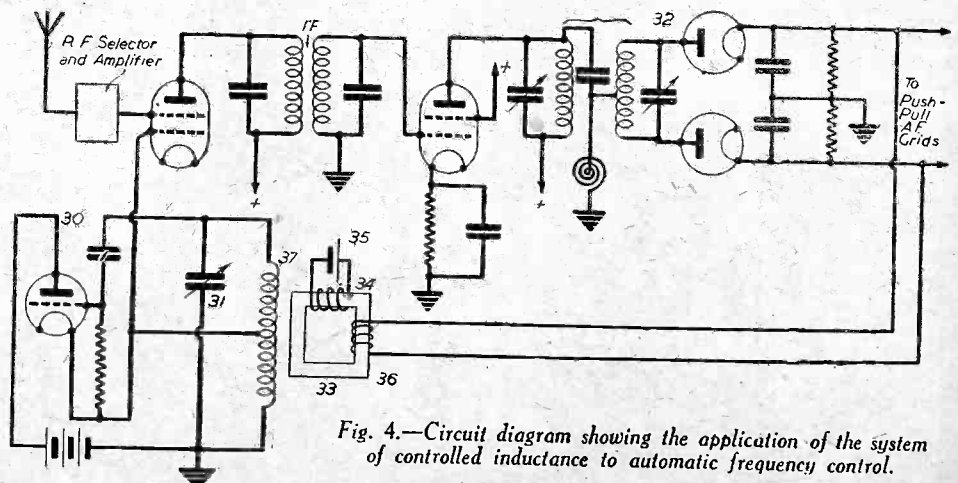 R F Selector
and Amplifier
I F
32
+
+
+
To
Push-
Pull
A.F.
Grids
30
31
37
35
34
33
36
Fig. 4.—Circuit diagram showing the application of the system
of controlled inductance to automatic frequency control.